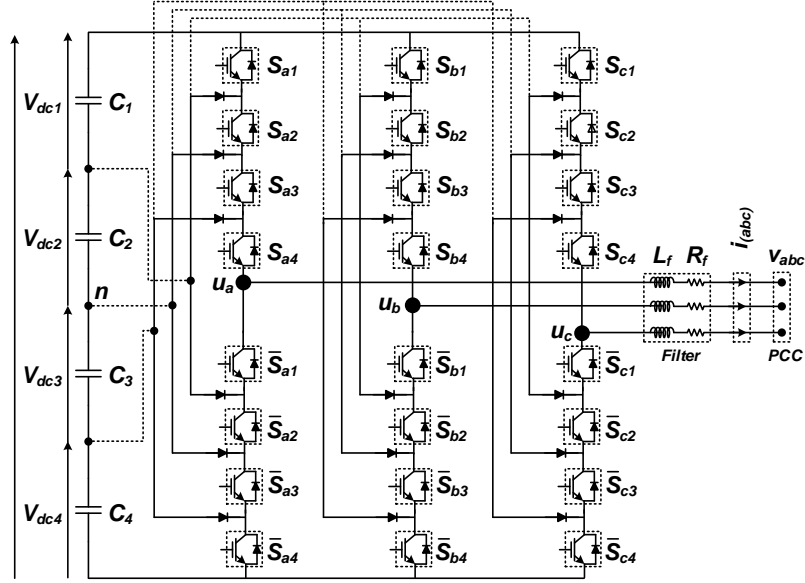 S_a1 S_b1 S_c1
V_dc1 C_1
S_a2 S_b2 S_c2
S_a3 S_b3 S_c3
V_dc2 C_2
S_a4 S_b4 S_c4
i_(abc)
L_f R_f v_abc
n
u_a
u_b
u_c
Filter PCC
V_dc3 C_3
S̅_a1 S̅_b1 S̅_c1
S̅_a2 S̅_b2 S̅_c2
S̅_a3 S̅_b3 S̅_c3
V_dc4 C_4
S̅_a4 S̅_b4 S̅_c4